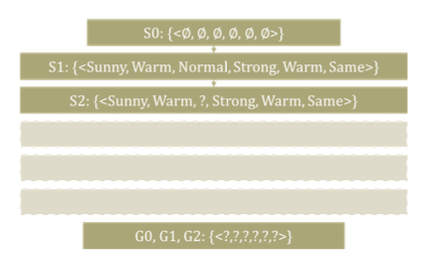 S0: {<Ø, Ø, Ø, Ø, Ø, Ø>}
S1: {<Sunny, Warm, Normal, Strong, Warm, Same>}
S2: {<Sunny, Warm, ?, Strong, Warm, Same>}
G0, G1, G2: {<?,?,?,?,?,?>}